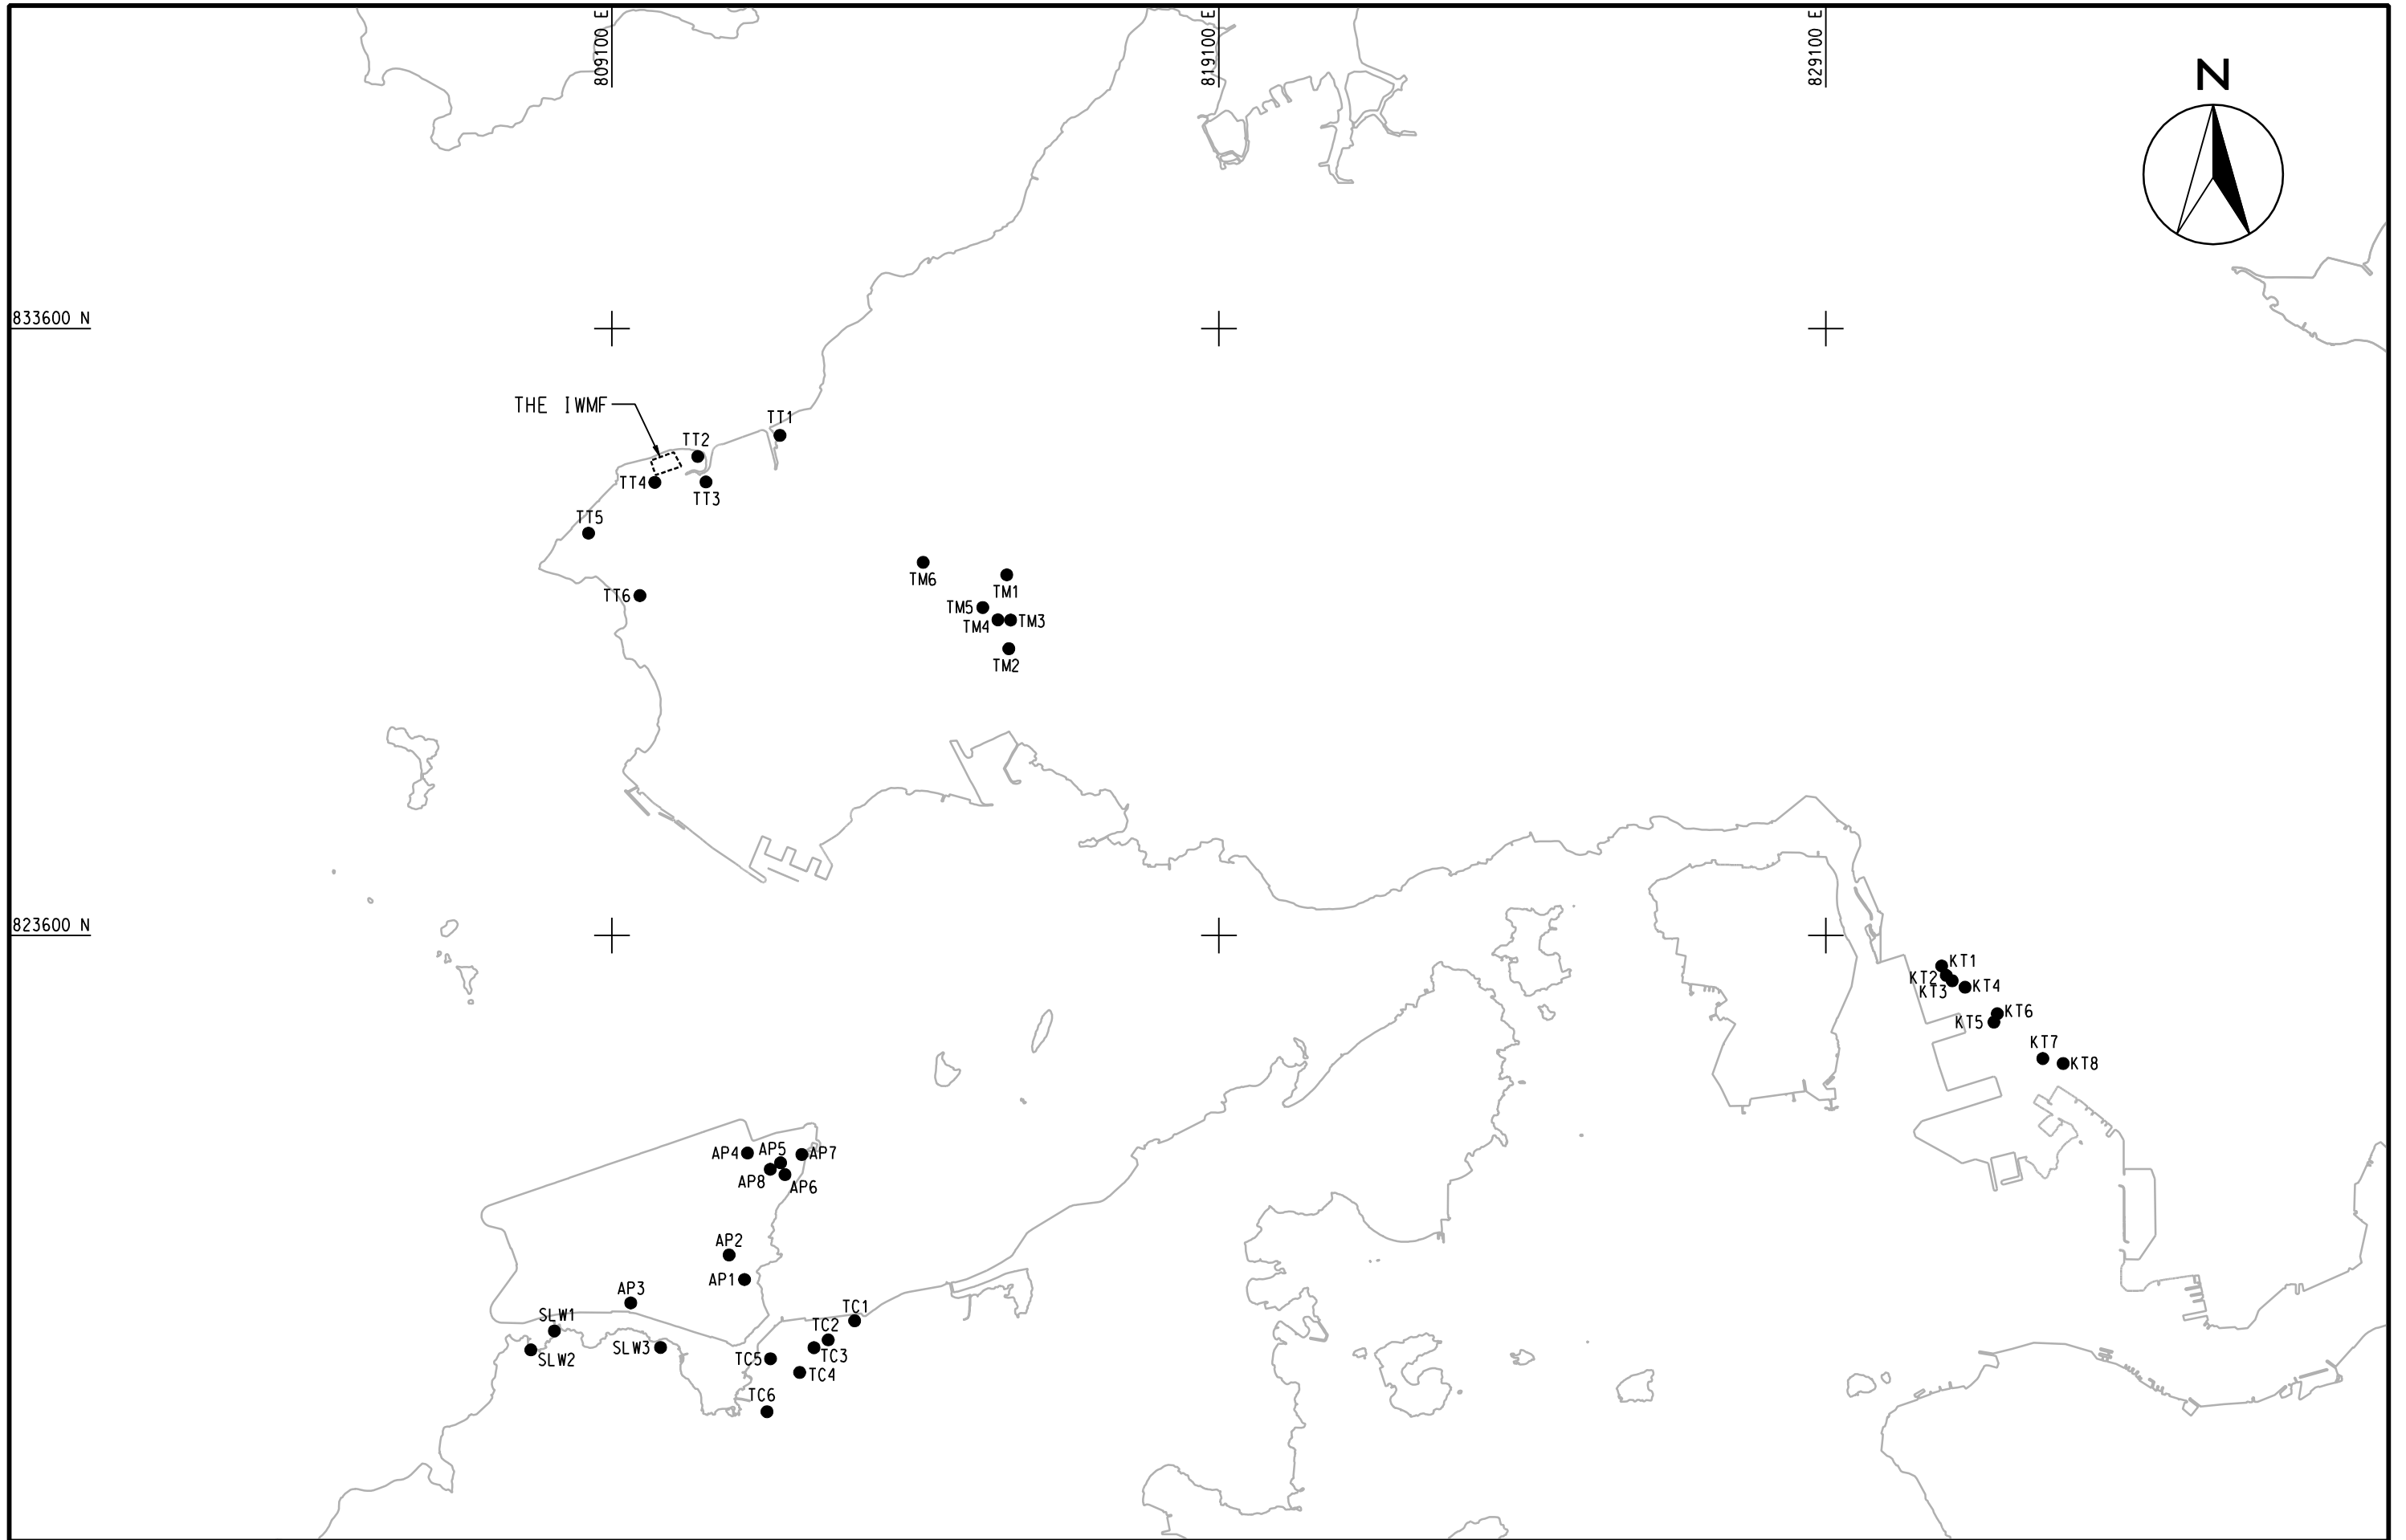 809100 E
819100 E
829100 E
N
833600 N
THE IWMF
TT1
TT2
TT4
TT3
TT5
TM6
TM1
TT6
TM5
TM4
TM3
TM2
823600 N
KT1
KT2
KT3
KT4
KT6
KT5
KT7
KT8
AP4
AP5
AP7
AP8
AP6
AP2
AP1
AP3
SLW1
TC1
TC2
SLW3
TC3
SLW2
TC5
TC4
TC6